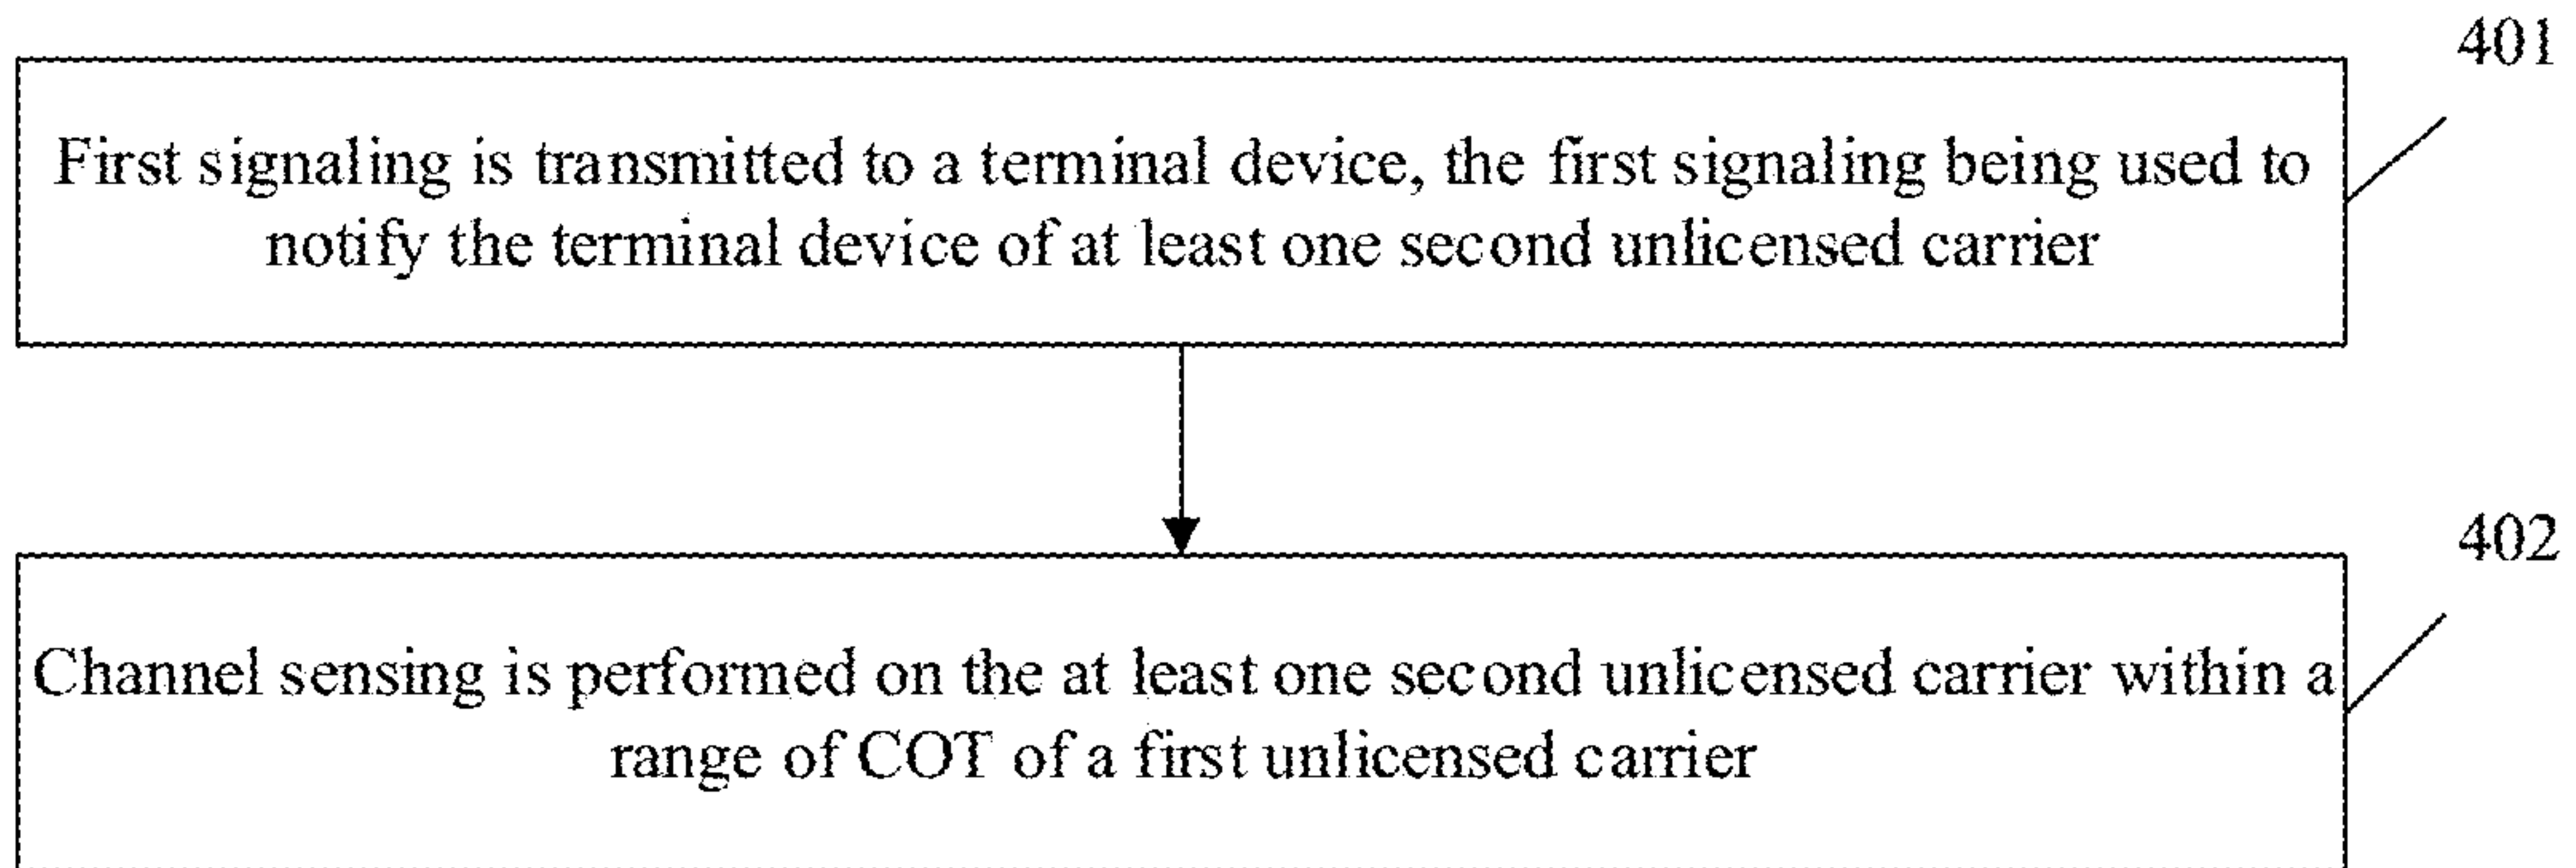 401
First signaling is transmitted to a terminal device, the first signaling being used to
notify the terminal device of at least one second unlicensed carrier
402
Channel sensing is performed on the at least one second unlicensed carrier within a
range of COT of a first unlicensed carrier